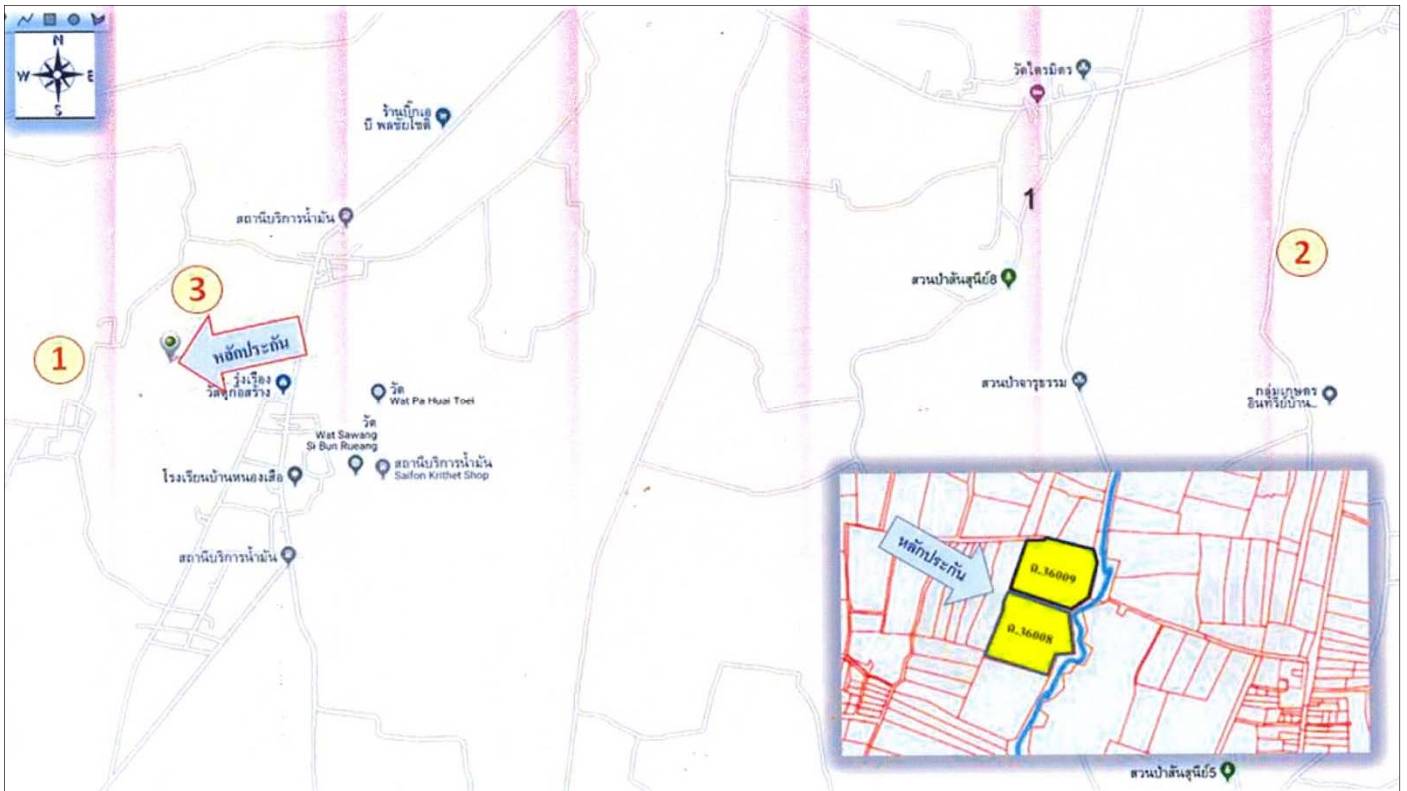 N
W E
S
วัดไตรมิตร
ร้านบิ๊กเอ
บี พลชัยโชติ
สถานีบริการน้ำมัน
1
2
สวนป่าสันสุนีย์8
3
1
หลักประกัน
รุ่งเรือง
วัสดุก่อสร้าง
วัด
Wat Pa Huai Toei
สวนป่าจารุธรรม
กลุ่มเกษตร
อินทรีย์บ้าน...
วัด
Wat Sawang
Si Bun Rueang
โรงเรียนบ้านหนองเสือ
สถานีบริการน้ำมัน
Saifon Krithet Shop
สถานีบริการน้ำมัน
หลักประกัน
ฉ.36009
ฉ.36008
สวนป่าสันสุนีย์5